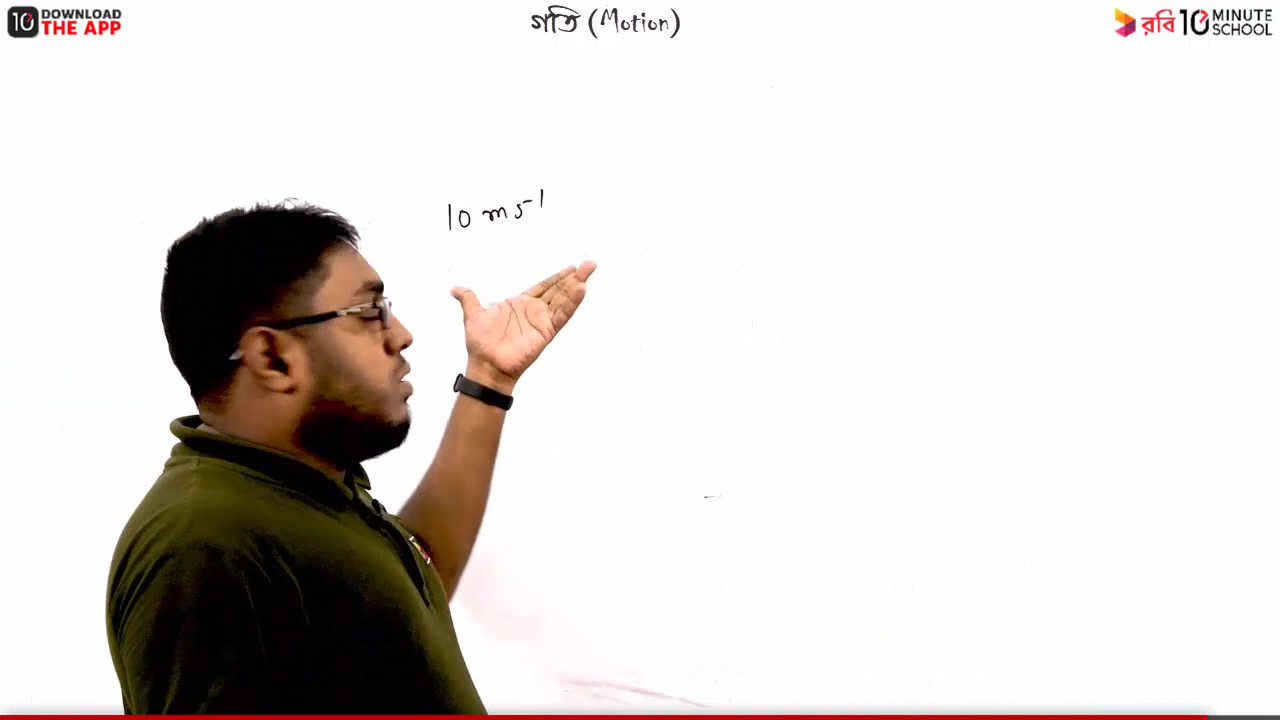 10 DOWNLOAD THE APP
গতি (Motion)
রবি 10 MINUTE SCHOOL
10 ms-1